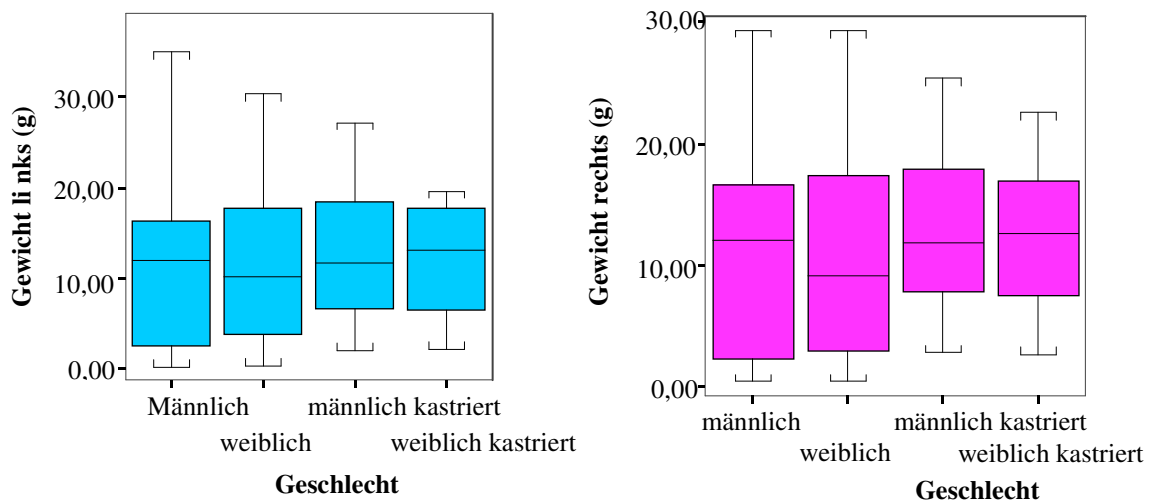 Gewicht li nks (g)
30,00
20,00
10,00
0,00
Männlich
weiblich
männlich kastriert
weiblich kastriert
Geschlecht
Gewicht rechts (g)
30,00
20,00
10,00
0,00
männlich
weiblich
männlich kastriert
weiblich kastriert
Geschlecht